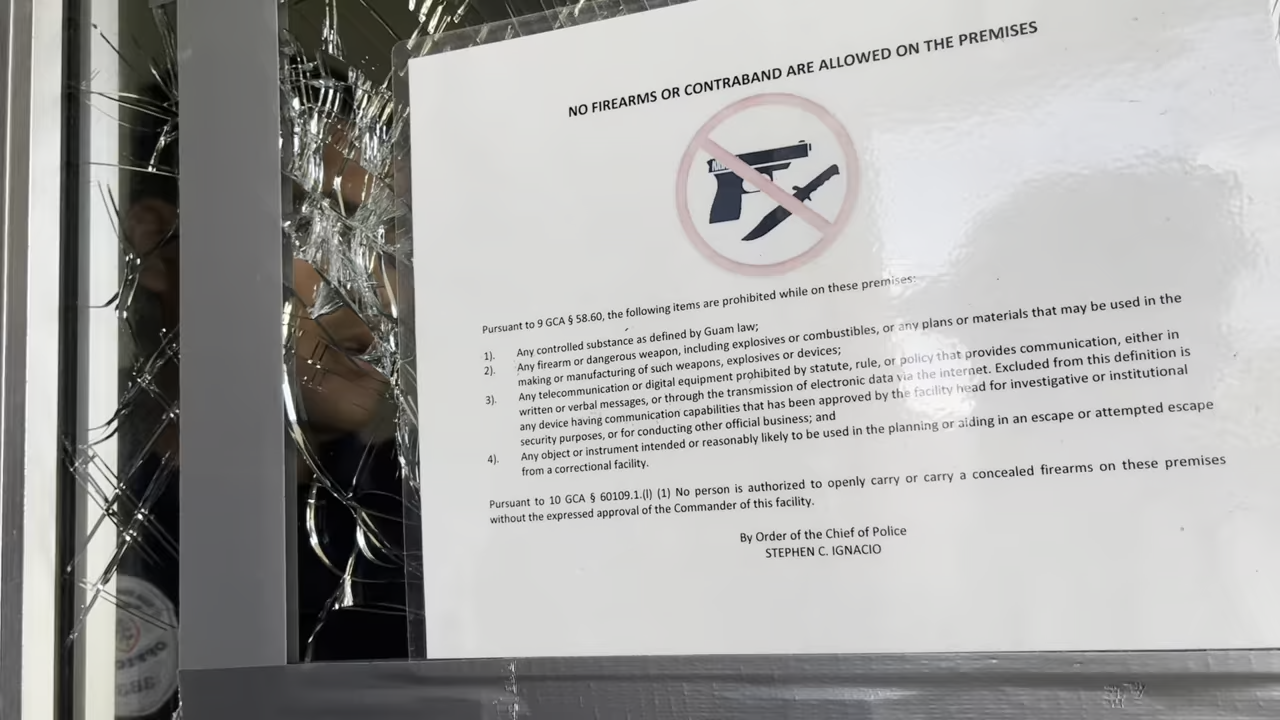 NO FIREARMS OR CONTRABAND ARE ALLOWED ON THE PREMISES
Pursuant to 9 GCA § 58.60, the following items are prohibited while on these premises:
1). Any controlled substance as defined by Guam law;
2). Any firearm or dangerous weapon, including explosives or combustibles, or any plans or materials that may be used in the
making or manufacturing of such weapons, explosives or devices;
3). Any telecommunication or digital equipment prohibited by statute, rule, or policy that provides communication, either in
written or verbal messages, or through the transmission of electronic data via the internet. Excluded from this definition is
any device having communication capabilities that has been approved by the facility head for investigative or institutional
security purposes, or for conducting other official business; and
4). Any object or instrument intended or reasonably likely to be used in the planning or aiding in an escape or attempted escape
from a correctional facility.
Pursuant to 10 GCA § 60109.1.(l) (1) No person is authorized to openly carry or carry a concealed firearms on these premises
without the expressed approval of the Commander of this facility.
By Order of the Chief of Police
STEPHEN C. IGNACIO